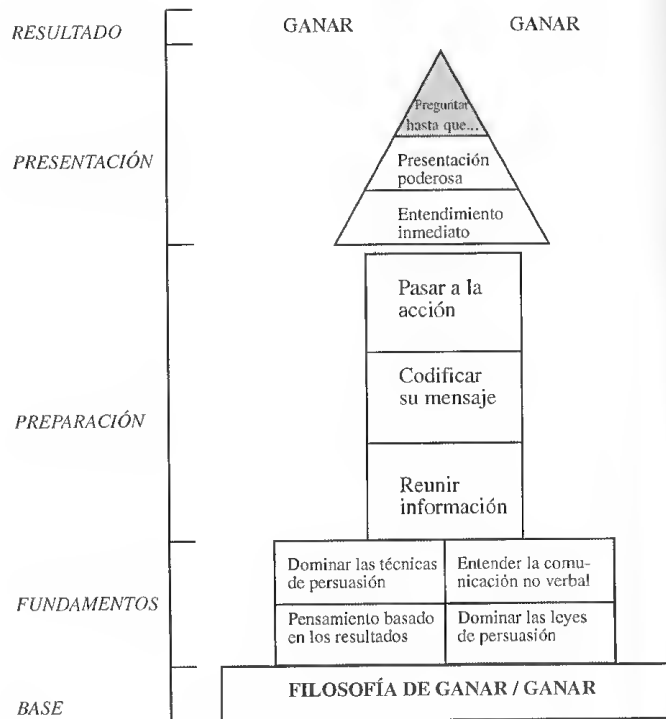 RESULTADO
GANAR GANAR
Preguntar
hasta que...
PRESENTACIÓN
Presentación
poderosa
Entendimiento
inmediato
Pasar a la
acción
Codificar
su mensaje
PREPARACIÓN
Reunir
información
Dominar las técnicas
de persuasión
Entender la comu-
nicación no verbal
FUNDAMENTOS
Pensamiento basado
en los resultados
Dominar las leyes
de persuasión
FILOSOFÍA DE GANAR / GANAR
BASE